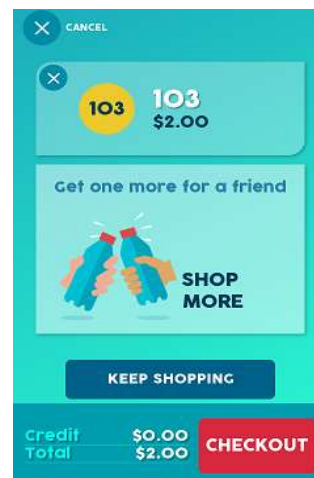 CANCEL
103
103
$2.00
Get one more for a friend
SHOP
MORE
KEEP SHOPPING
Credit $0.00
Total $2.00
CHECKOUT